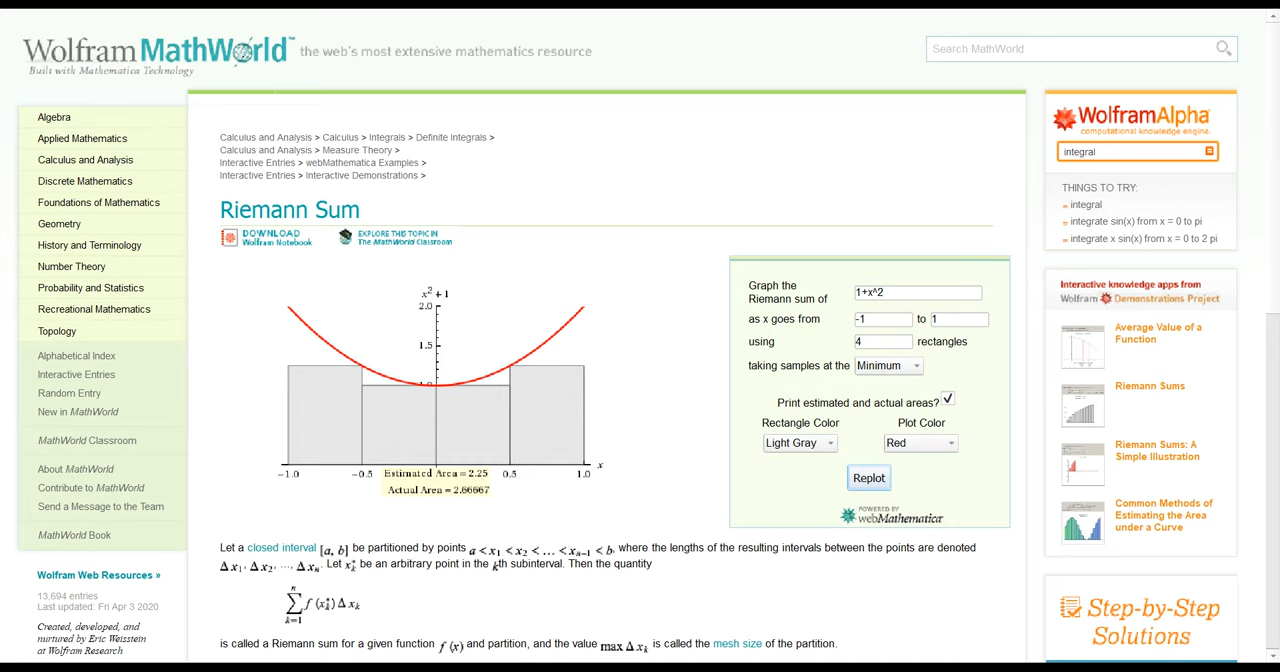 Wolfram MathWorld™ the web's most extensive mathematics resource
Built with Mathematica Technology
Search MathWorld
Algebra
Applied Mathematics
Calculus and Analysis
Discrete Mathematics
Foundations of Mathematics
Geometry
History and Terminology
Number Theory
Probability and Statistics
Recreational Mathematics
Topology
Alphabetical Index
Interactive Entries
Random Entry
New in MathWorld
MathWorld Classroom
About MathWorld
Contribute to MathWorld
Send a Message to the Team
MathWorld Book
Wolfram Web Resources »
13,694 entries
Last updated: Fri Apr 3 2020
Created, developed, and
nurtured by Eric Weisstein
at Wolfram Research
Calculus and Analysis > Calculus > Integrals > Definite Integrals >
Calculus and Analysis > Measure Theory >
Interactive Entries > webMathematica Examples >
Interactive Entries > Interactive Demonstrations >
Riemann Sum
DOWNLOAD
Wolfram Notebook
EXPLORE THIS TOPIC IN
The MathWorld Classroom
x² + 1
2.0
1.5
1.0
-1.0 -0.5 0.5 1.0 x
Estimated Area = 2.25
Actual Area = 2.66667
Graph the
Riemann sum of 1+x^2
as x goes from -1 to 1
using 4 rectangles
taking samples at the Minimum
Print estimated and actual areas? ✓
Rectangle Color Plot Color
Light Gray Red
Replot
POWERED BY
webMathematica
Let a closed interval [a, b] be partitioned by points a < x₁ < x₂ < ... < xₙ₋₁ < b, where the lengths of the resulting intervals between the points are denoted
Δx₁, Δx₂, ..., Δxₙ. Let xₖ* be an arbitrary point in the kth subinterval. Then the quantity
∑ₖ₌₁ⁿ f(xₖ*) Δxₖ
is called a Riemann sum for a given function f(x) and partition, and the value max Δxₖ is called the mesh size of the partition.
WolframAlpha
computational knowledge engine.
integral
THINGS TO TRY:
= integral
= integrate sin(x) from x = 0 to pi
= integrate x sin(x) from x = 0 to 2 pi
Interactive knowledge apps from
Wolfram Demonstrations Project
Average Value of a
Function
Riemann Sums
Riemann Sums: A
Simple Illustration
Common Methods of
Estimating the Area
under a Curve
Step-by-Step
Solutions